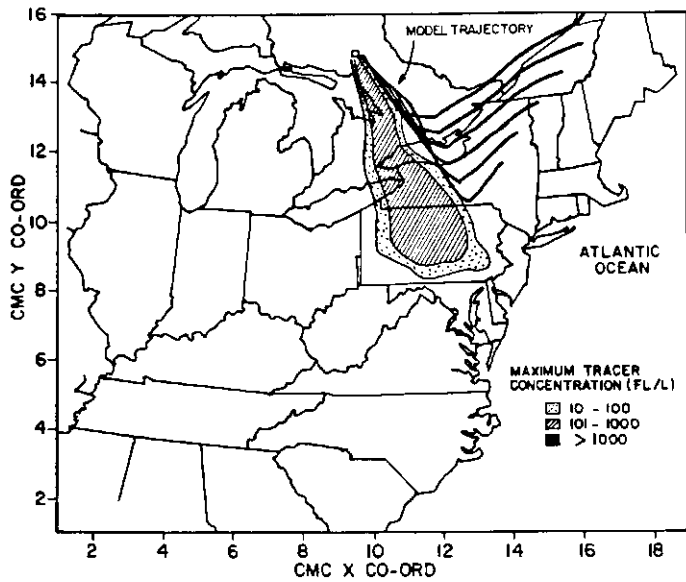 16
14
12
10
8
6
4
2
CMC Y CO-ORD
MODEL TRAJECTORY
ATLANTIC
OCEAN
MAXIMUM TRACER
CONCENTRATION (FL/L)
10 - 100
101 - 1000
> 1000
2 4 6 8 10 12 14 16 18
CMC X CO-ORD